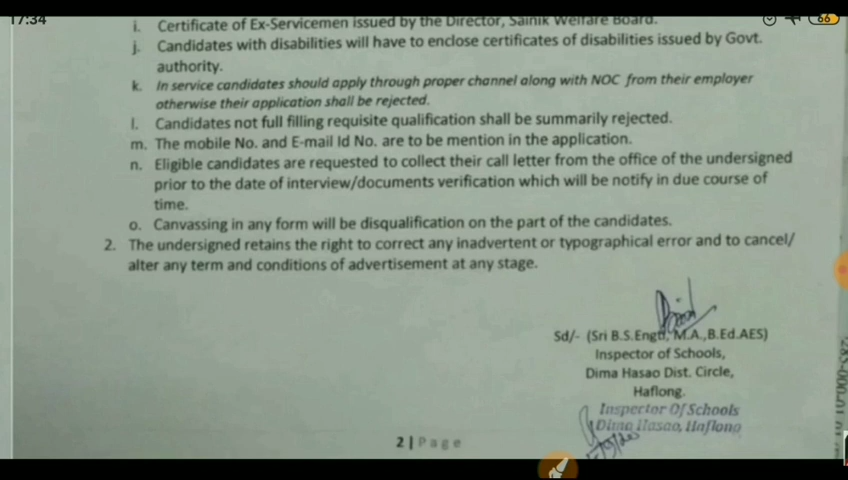 17:34
66
i. Certificate of Ex-Servicemen issued by the Director, Sainik Welfare Board.
j. Candidates with disabilities will have to enclose certificates of disabilities issued by Govt.
authority.
k. In service candidates should apply through proper channel along with NOC from their employer
otherwise their application shall be rejected.
l. Candidates not full filling requisite qualification shall be summarily rejected.
m. The mobile No. and E-mail Id No. are to be mention in the application.
n. Eligible candidates are requested to collect their call letter from the office of the undersigned
prior to the date of interview/documents verification which will be notify in due course of
time.
o. Canvassing in any form will be disqualification on the part of the candidates.
2. The undersigned retains the right to correct any inadvertent or typographical error and to cancel/
alter any term and conditions of advertisement at any stage.
Sd/- (Sri B.S.Engti, M.A.,B.Ed.AES)
Inspector of Schools,
Dima Hasao Dist. Circle,
Haflong.
Inspector Of Schools
Dima Hasao, Haflong
2 | Page